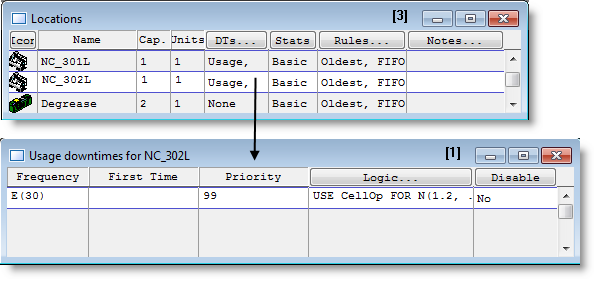 Locations [3]
Icon Name Cap. Units DTs... Stats Rules... Notes...
NC_301L 1 1 Usage, Basic Oldest, FIFO
NC_302L 1 1 Usage, Basic Oldest, FIFO
Degrease 2 1 None Basic Oldest, FIFO
Usage downtimes for NC_302L [1]
Frequency First Time Priority Logic... Disable
E(30) 99 USE CellOp FOR N(1.2, . No